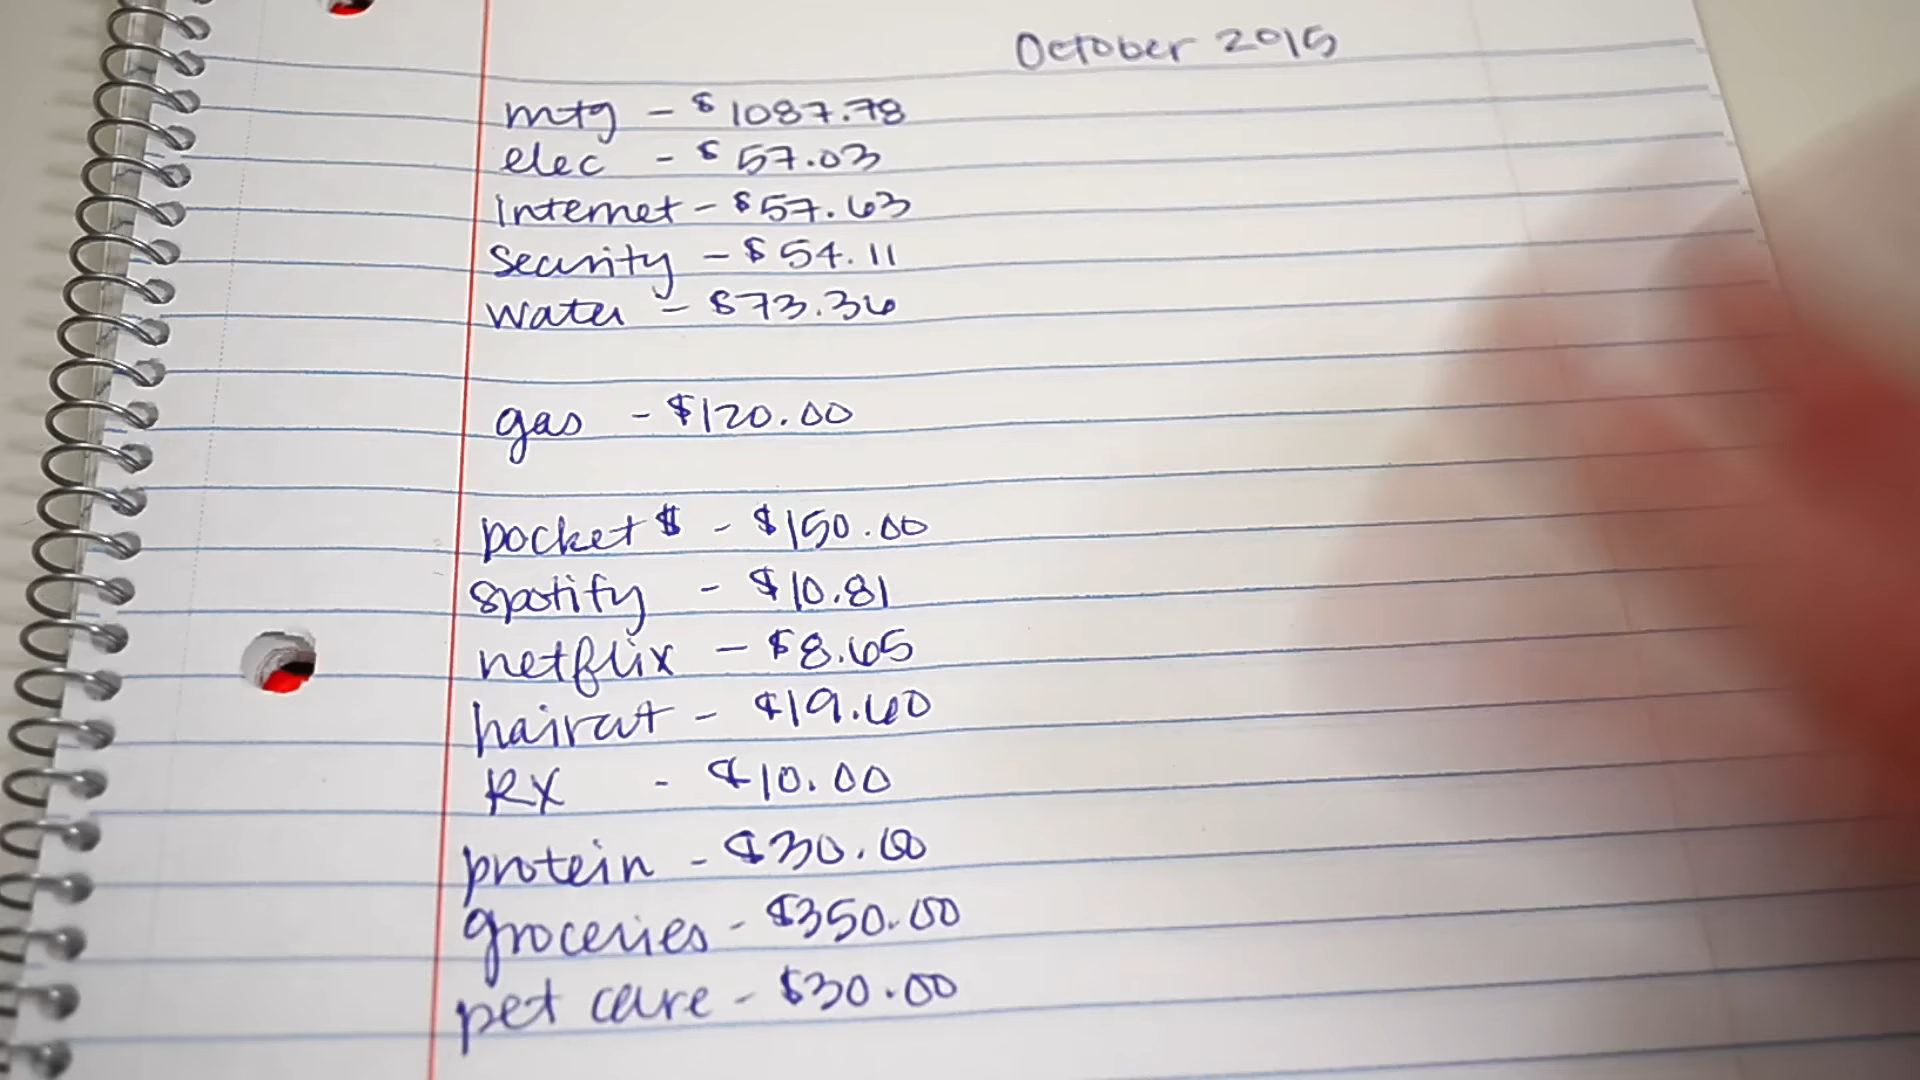 October 2015
mtg - $1087.78
elec - $57.03
internet - $57.63
security - $54.11
water - $73.36
gas - $120.00
pocket $ - $150.00
spotify - $10.81
netflix - $8.65
haircut - $19.60
RX - $10.00
protein - $30.00
groceries - $350.00
pet care - $30.00